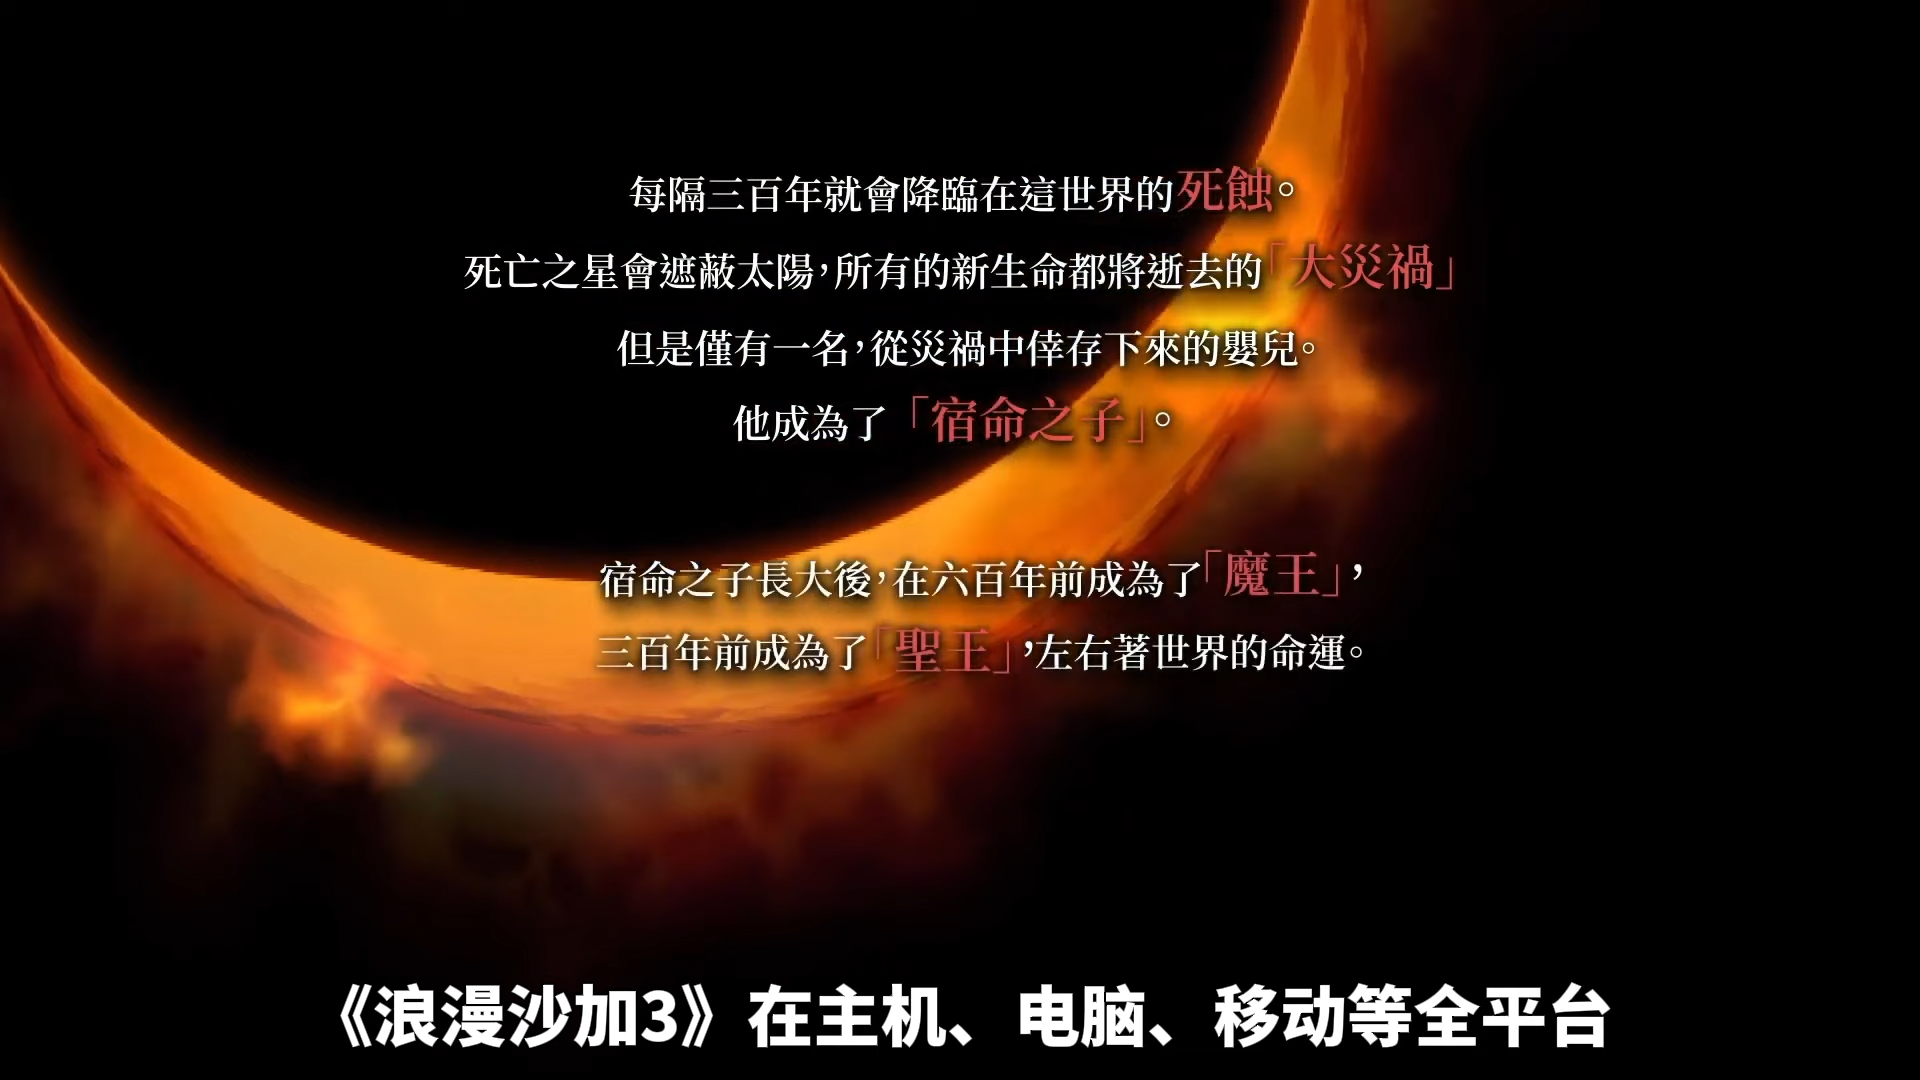 每隔三百年就會降臨在這世界的死蝕。
死亡之星會遮蔽太陽，所有的新生命都將逝去的「大災禍」
但是僅有一名，從災禍中倖存下來的嬰兒。
他成為了「宿命之子」。
宿命之子長大後，在六百年前成為了「魔王」，
三百年前成為了「聖王」，左右著世界的命運。
《浪漫沙加3》在主机、电脑、移动等全平台